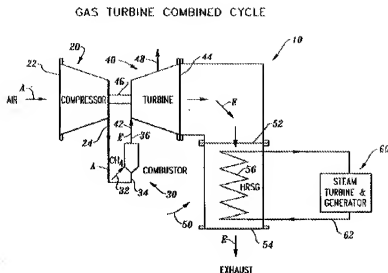 GAS TURBINE COMBINED CYCLE
10
20
22
40
48
44
46
A
AIR
COMPRESSOR
TURBINE
E
42
24
E
36
52
A
CH4
COMBUSTOR
56
HRSG
STEAM
TURBINE &
GENERATOR
60
32
34
30
50
54
62
E
EXHAUST